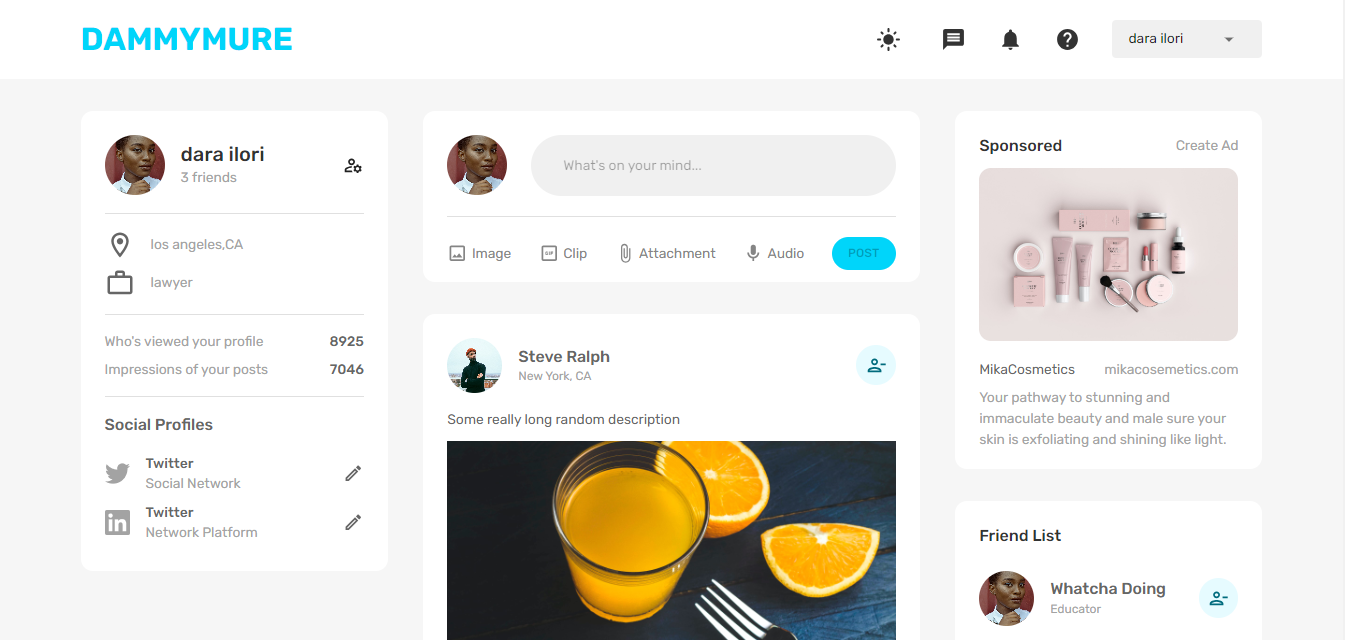 DAMMYMURE
dara ilori
dara ilori
3 friends
los angeles,CA
lawyer
Who's viewed your profile 8925
Impressions of your posts 7046
Social Profiles
Twitter
Social Network
Twitter
Network Platform
What's on your mind...
Image GIF Clip Attachment Audio POST
Steve Ralph
New York, CA
Some really long random description
Sponsored Create Ad
MikaCosmetics mikacosemetics.com
Your pathway to stunning and
immaculate beauty and male sure your
skin is exfoliating and shining like light.
Friend List
Whatcha Doing
Educator